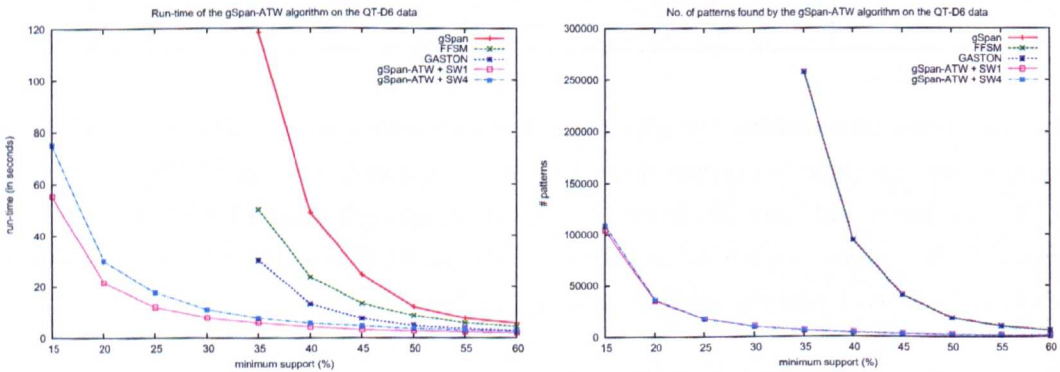 Run-time of the gSpan-ATW algorithm on the QT-D6 data
120
100
80
60
40
20
0
run-time (in seconds)
gSpan
FFSM
GASTON
gSpan-ATW + SW1
gSpan-ATW + SW4
15 20 25 30 35 40 45 50 55 60
minimum support (%)
No. of patterns found by the gSpan-ATW algorithm on the QT-D6 data
300000
250000
200000
150000
100000
50000
0
# patterns
gSpan
FFSM
GASTON
gSpan-ATW + SW1
gSpan-ATW + SW4
15 20 25 30 35 40 45 50 55 60
minimum support (%)